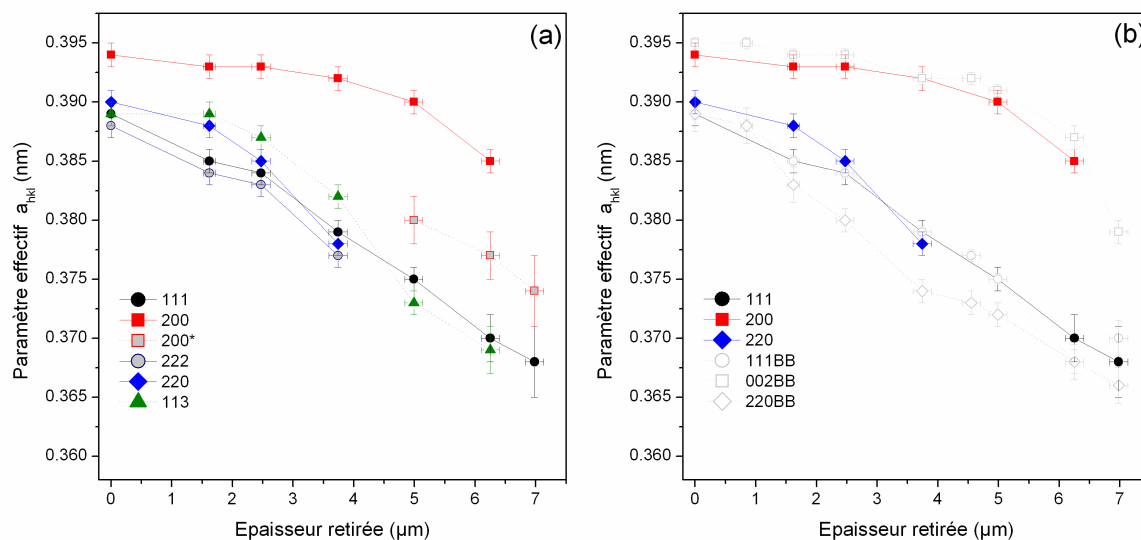 (a)
0.395
0.390
0.385
0.380
0.375
0.370
0.365
0.360
Paramètre effectif a_hkl (nm)
111
200
200*
222
220
113
0 1 2 3 4 5 6 7
Epaisseur retirée (µm)
(b)
0.395
0.390
0.385
0.380
0.375
0.370
0.365
0.360
Paramètre effectif a_hkl (nm)
111
200
220
111BB
002BB
220BB
0 1 2 3 4 5 6 7
Epaisseur retirée (µm)